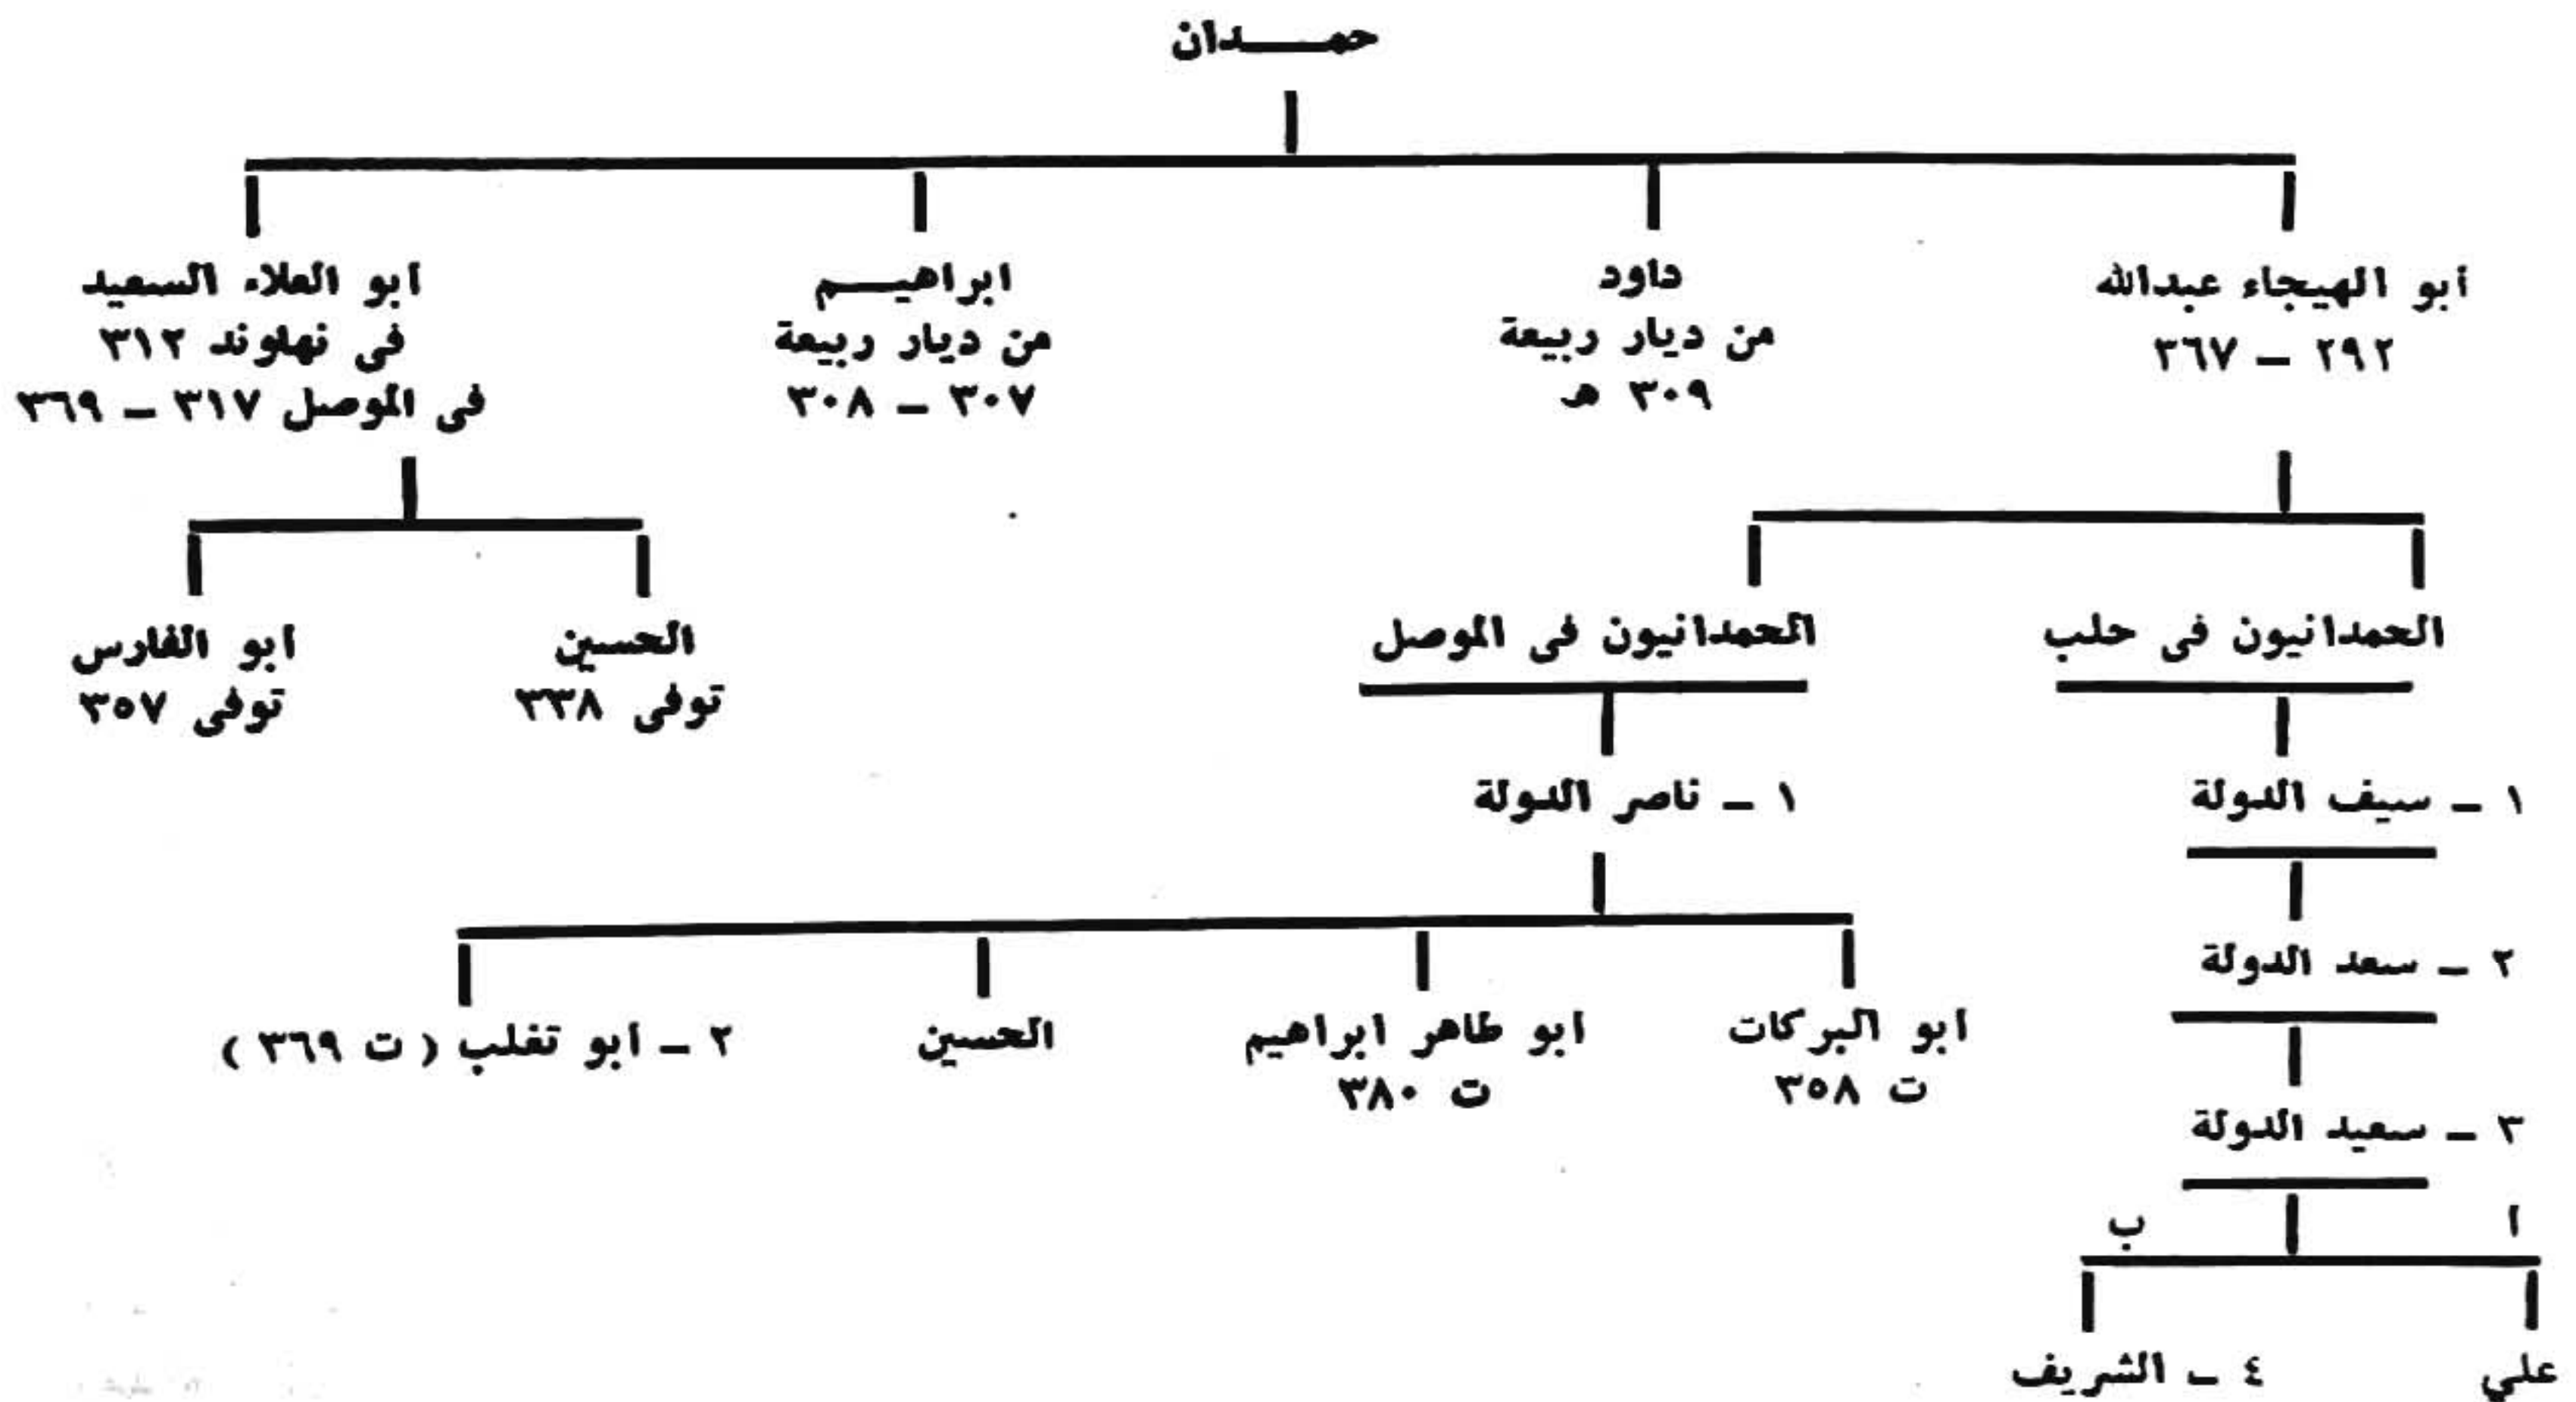 حمـــدان
أبو الهيجاء عبدالله
٢٩٢ – ٣٦٧
داود
من ديار ربيعة
٣٠٩ هـ
ابراهيـــم
من ديار ربيعة
٣٠٧ – ٣٠٨
ابو العلاء السعيد
فى نهاوند ٣١٢
فى الموصل ٣١٧ – ٣٦٩
الحمدانيون فى حلب
الحمدانيون فى الموصل
الحسين
توفى ٣٣٨
ابو الفارس
توفى ٣٥٧
١ – سيف الدولة
١ – ناصر الدولة
٢ – سعد الدولة
ابو البركات
ت ٣٥٨
ابو طاهر ابراهيم
ت ٣٨٠
الحسين
٢ – ابو تغلب ( ت ٣٦٩ )
٣ – سعيد الدولة
ا
ب
علي
٤ – الشريف